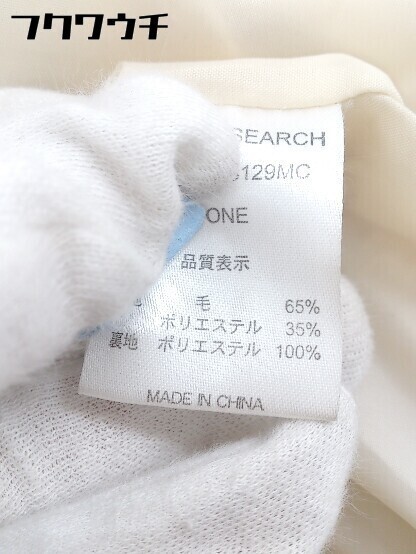 フクワウチ
SEARCH
129MC
ONE
品質表示
毛 65%
ポリエステル 35%
裏地 ポリエステル 100%
MADE IN CHINA